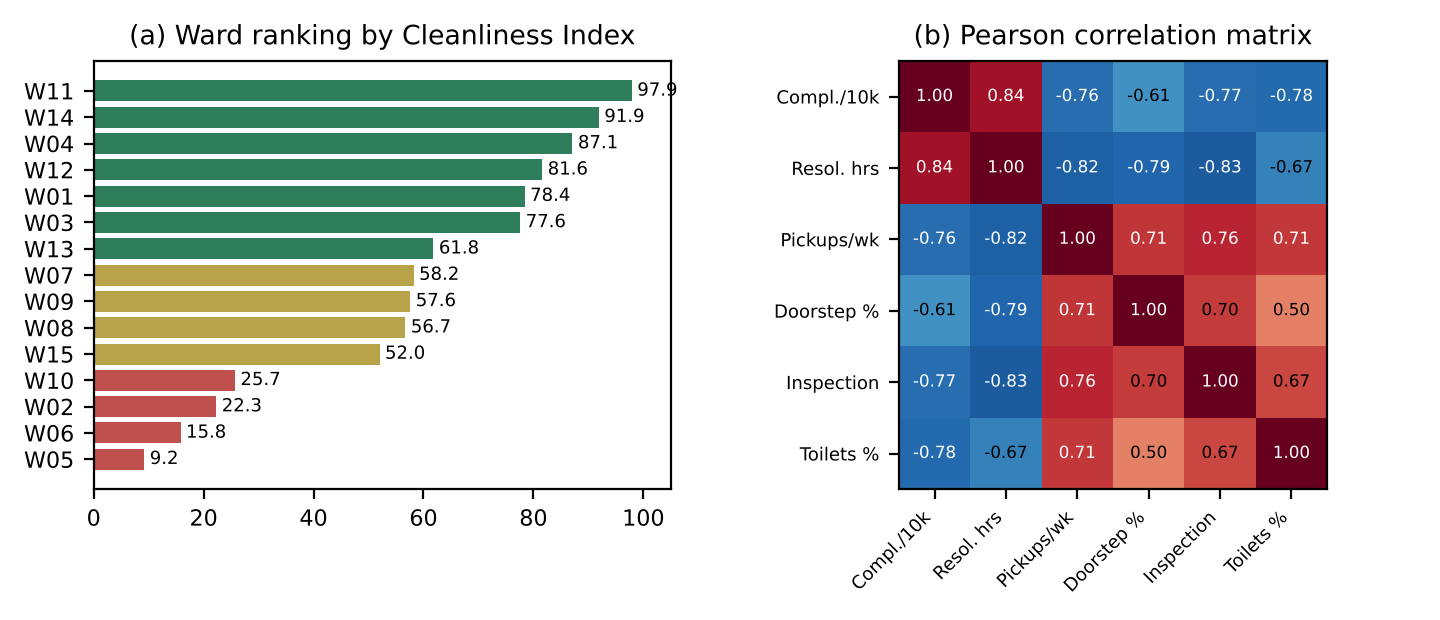 (a) Ward ranking by Cleanliness Index
W11 97.9
W14 91.9
W04 87.1
W12 81.6
W01 78.4
W03 77.6
W13 61.8
W07 58.2
W09 57.6
W08 56.7
W15 52.0
W10 25.7
W02 22.3
W06 15.8
W05 9.2
0 20 40 60 80 100
(b) Pearson correlation matrix
Compl./10k 1.00 0.84 -0.76 -0.61 -0.77 -0.78
Resol. hrs 0.84 1.00 -0.82 -0.79 -0.83 -0.67
Pickups/wk -0.76 -0.82 1.00 0.71 0.76 0.71
Doorstep % -0.61 -0.79 0.71 1.00 0.70 0.50
Inspection -0.77 -0.83 0.76 0.70 1.00 0.67
Toilets % -0.78 -0.67 0.71 0.50 0.67 1.00
Compl./10k Resol. hrs Pickups/wk Doorstep % Inspection Toilets %